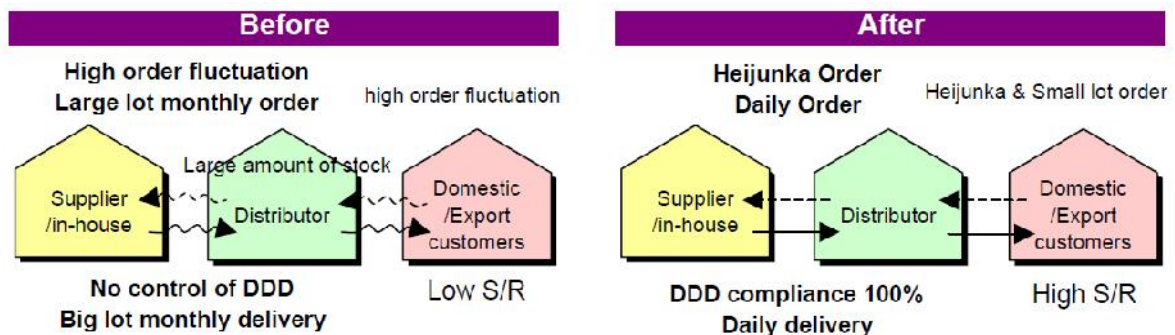 Before
High order fluctuation
Large lot monthly order
high order fluctuation
Large amount of stock
Supplier
/in-house
Distributor
Domestic
/Export
customers
No control of DDD
Big lot monthly delivery
Low S/R
After
Heijunka Order
Daily Order
Heijunka & Small lot order
Supplier
/in-house
Distributor
Domestic
/Export
customers
DDD compliance 100%
Daily delivery
High S/R